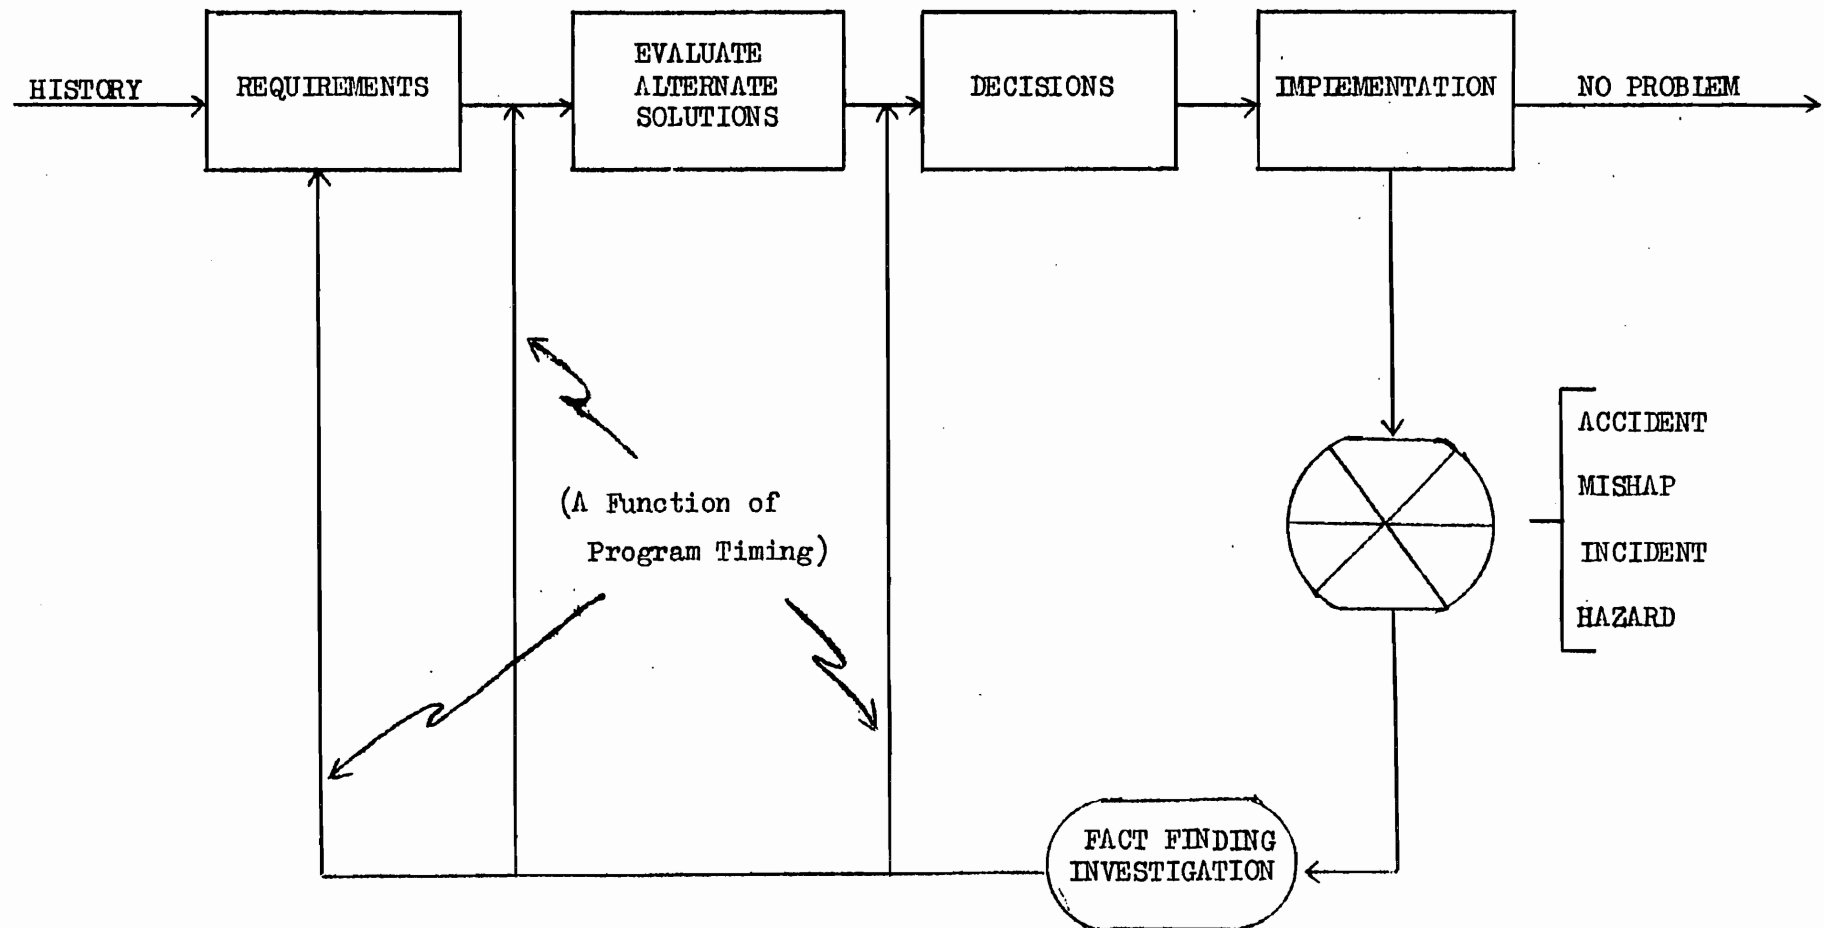 HISTORY
REQUIREMENTS
EVALUATE
ALTERNATE
SOLUTIONS
DECISIONS
IMPLEMENTATION
NO PROBLEM
(A Function of
Program Timing)
ACCIDENT
MISHAP
INCIDENT
HAZARD
FACT FINDING
INVESTIGATION